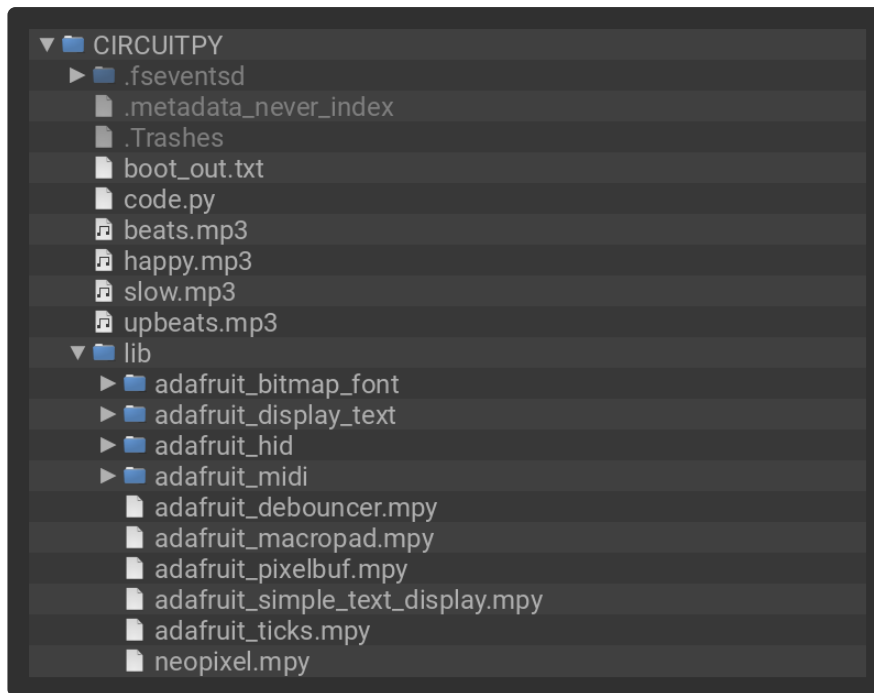 CIRCUITPY
.fseventsd
.metadata_never_index
.Trashes
boot_out.txt
code.py
beats.mp3
happy.mp3
slow.mp3
upbeats.mp3
lib
adafruit_bitmap_font
adafruit_display_text
adafruit_hid
adafruit_midi
adafruit_debouncer.mpy
adafruit_macropad.mpy
adafruit_pixelbuf.mpy
adafruit_simple_text_display.mpy
adafruit_ticks.mpy
neopixel.mpy